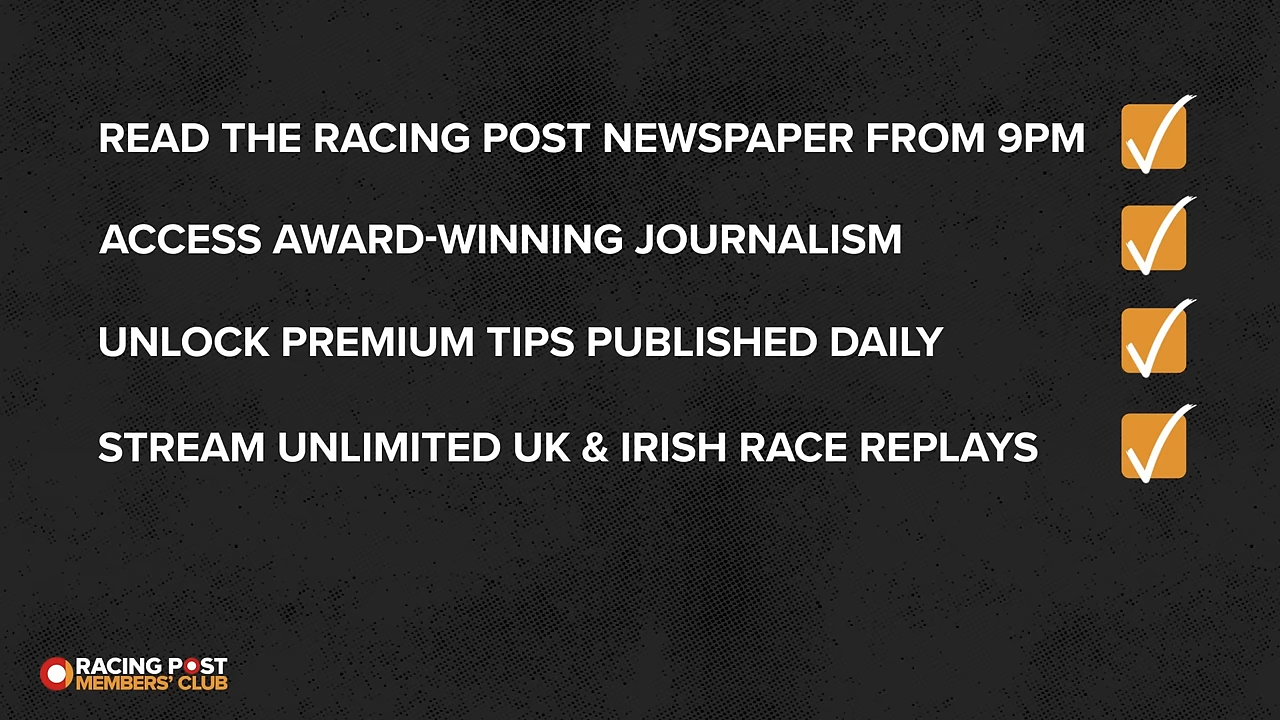 READ THE RACING POST NEWSPAPER FROM 9PM
ACCESS AWARD-WINNING JOURNALISM
UNLOCK PREMIUM TIPS PUBLISHED DAILY
STREAM UNLIMITED UK & IRISH RACE REPLAYS
RACING POST
MEMBERS' CLUB